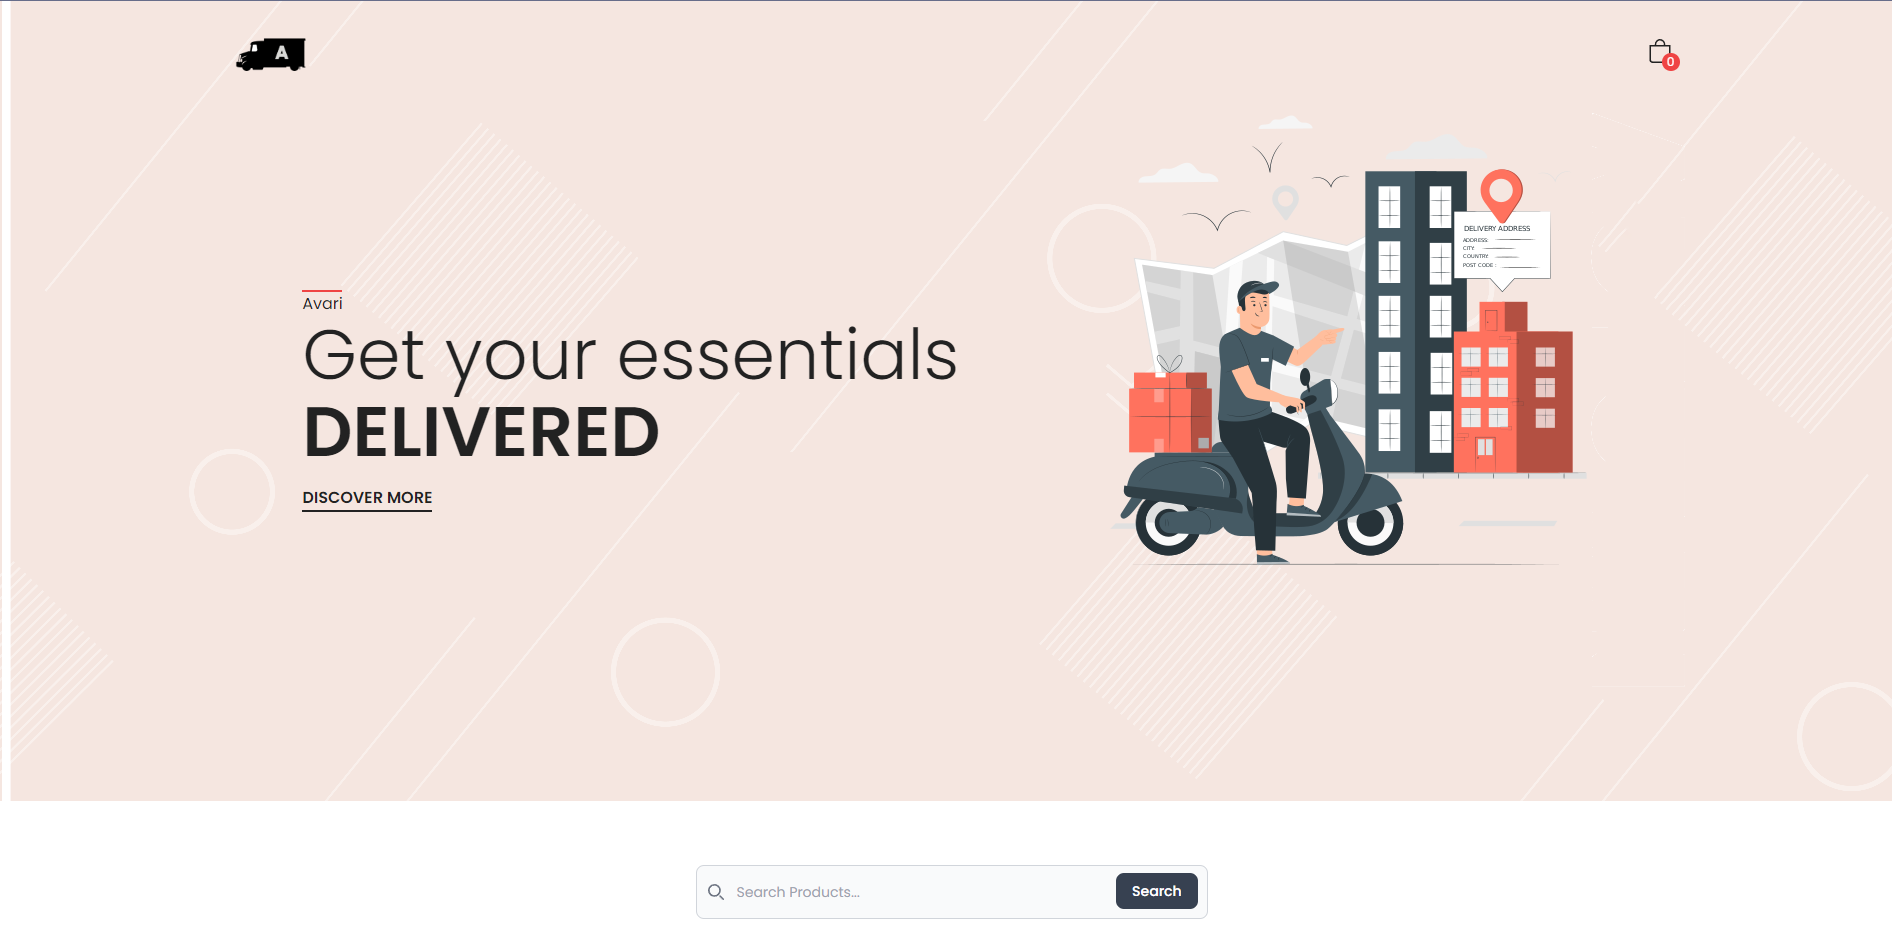 A
0
DELIVERY ADDRESS
ADDRESS:
CITY:
COUNTRY:
POST CODE :
Avari
Get your essentials
DELIVERED
DISCOVER MORE
Search Products...
Search